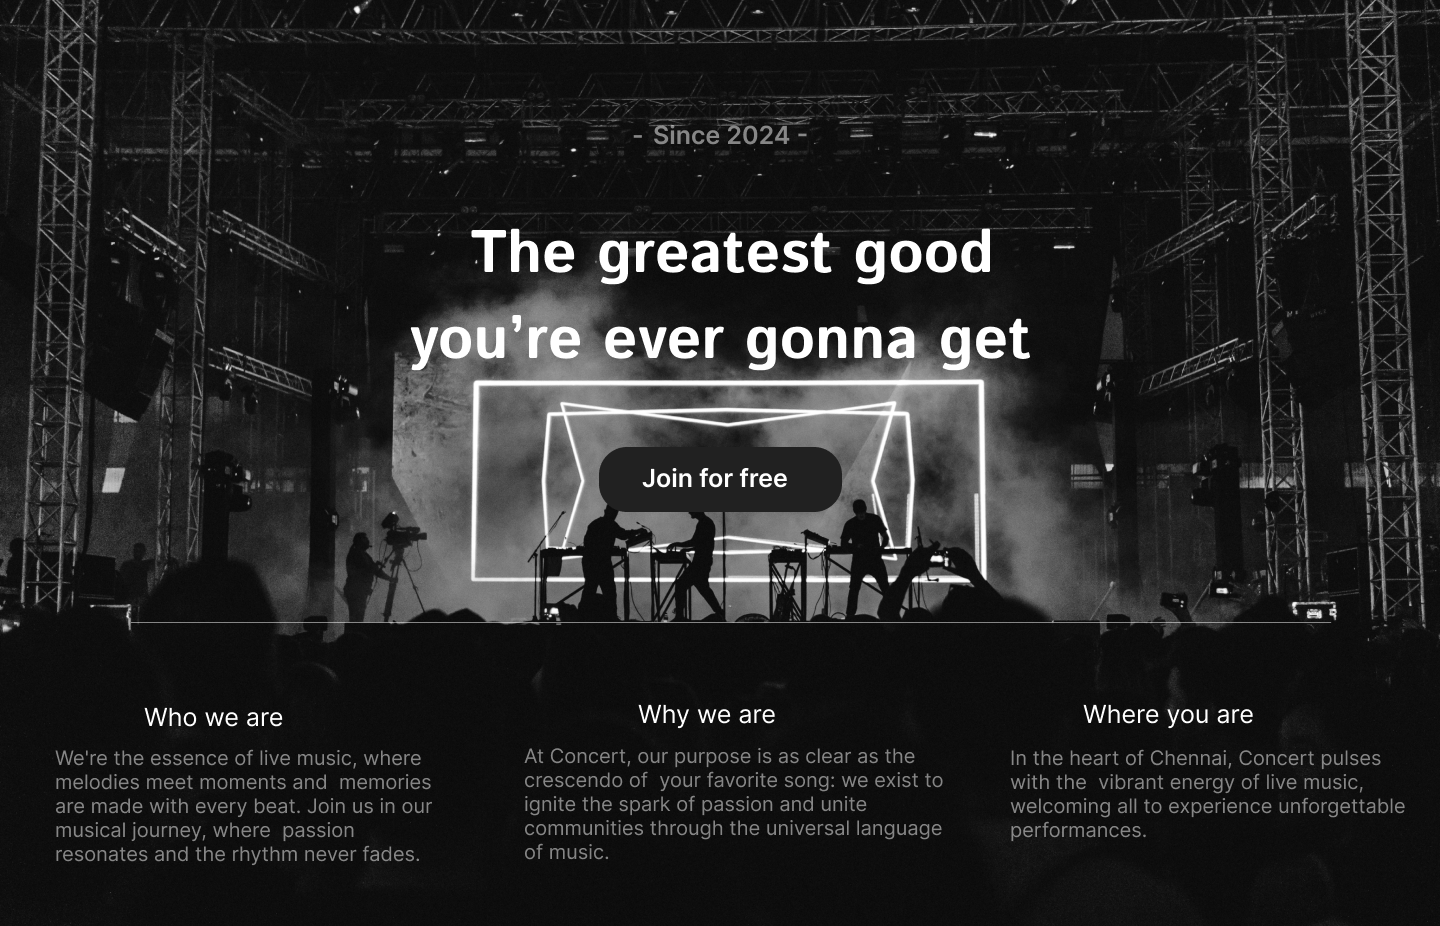 - Since 2024 -
The greatest good
you’re ever gonna get
Join for free
Who we are
We're the essence of live music, where
melodies meet moments and  memories
are made with every beat. Join us in our
musical journey, where  passion
resonates and the rhythm never fades.
Why we are
At Concert, our purpose is as clear as the
crescendo of  your favorite song: we exist to
ignite the spark of passion and unite
communities through the universal language
of music.
Where you are
In the heart of Chennai, Concert pulses
with the  vibrant energy of live music,
welcoming all to experience unforgettable
performances.